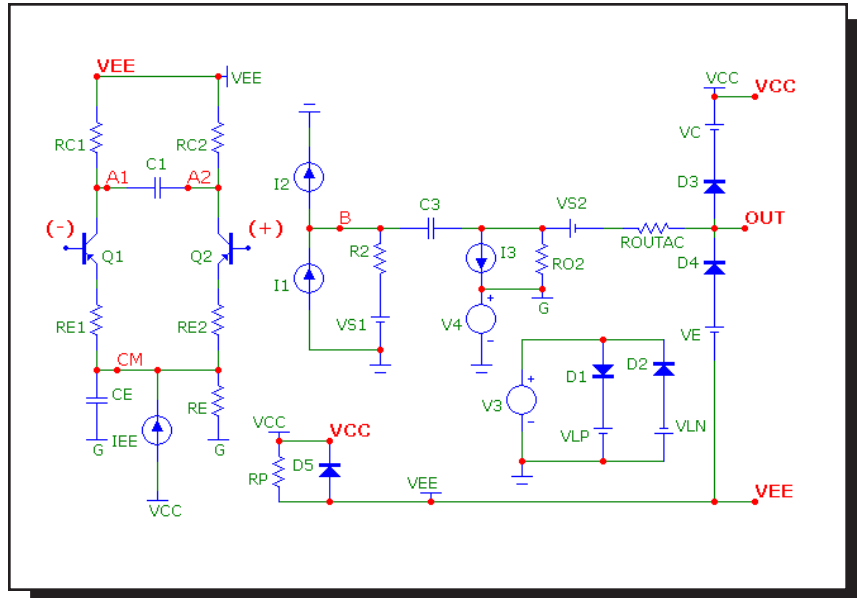 VEE
VEE
RC1
RC2
C1
A1
A2
(-)
(+)
Q1
Q2
RE1
RE2
CM
CE
RE
IEE
G
G
VCC
I2
B
I1
R2
VS1
C3
I3
RO2
V4
+
-
G
VS2
ROUTAC
VCC
VCC
VC
D3
OUT
D4
VE
V3
+
-
D1
D2
VLP
VLN
VCC
VCC
RP
D5
VEE
VEE